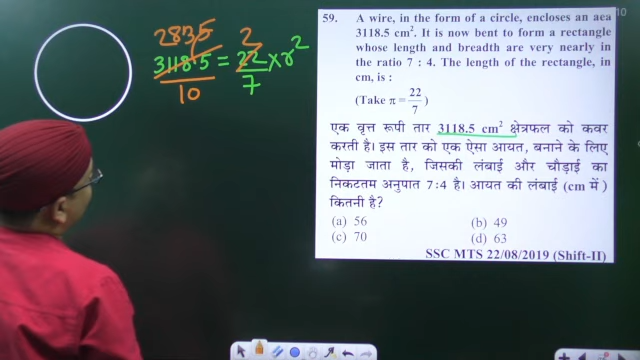 2835 2
3118.5 = 22 × r²
10 7
59. A wire, in the form of a circle, encloses an aea
3118.5 cm². It is now bent to form a rectangle
whose length and breadth are very nearly in
the ratio 7 : 4. The length of the rectangle, in
cm, is :
(Take π = 22/7)
एक वृत्त रूपी तार 3118.5 cm² क्षेत्रफल को कवर
करती है। इस तार को एक ऐसा आयत, बनाने के लिए
मोड़ा जाता है, जिसकी लंबाई और चौड़ाई का
निकटतम अनुपात 7:4 है। आयत की लंबाई (cm में )
कितनी है?
(a) 56 (b) 49
(c) 70 (d) 63
SSC MTS 22/08/2019 (Shift-II)